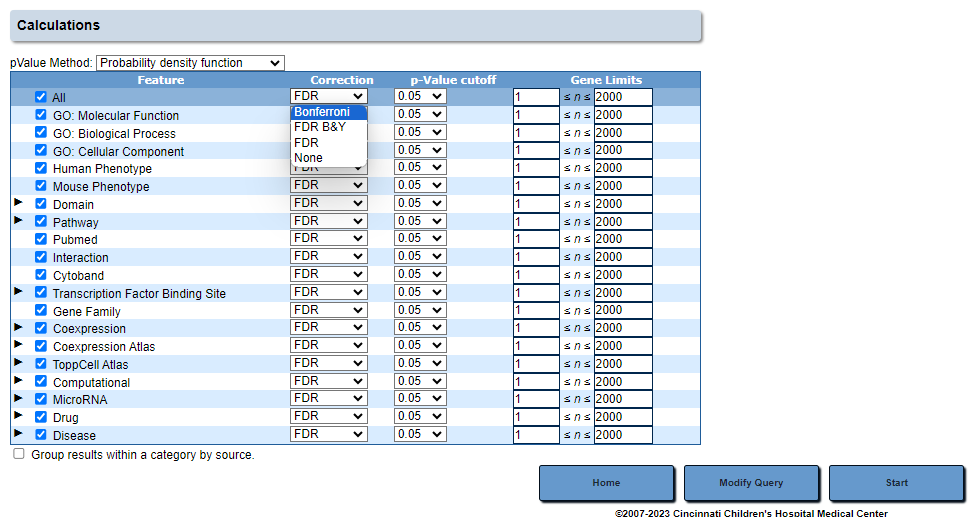 Calculations
pValue Method: Probability density function
Feature Correction p-Value cutoff Gene Limits
All FDR 0.05 1 ≤ n ≤ 2000
GO: Molecular Function Bonferroni 0.05 1 ≤ n ≤ 2000
GO: Biological Process FDR B&Y 0.05 1 ≤ n ≤ 2000
GO: Cellular Component FDR 0.05 1 ≤ n ≤ 2000
None
Human Phenotype FDR 0.05 1 ≤ n ≤ 2000
Mouse Phenotype FDR 0.05 1 ≤ n ≤ 2000
Domain FDR 0.05 1 ≤ n ≤ 2000
Pathway FDR 0.05 1 ≤ n ≤ 2000
Pubmed FDR 0.05 1 ≤ n ≤ 2000
Interaction FDR 0.05 1 ≤ n ≤ 2000
Cytoband FDR 0.05 1 ≤ n ≤ 2000
Transcription Factor Binding Site FDR 0.05 1 ≤ n ≤ 2000
Gene Family FDR 0.05 1 ≤ n ≤ 2000
Coexpression FDR 0.05 1 ≤ n ≤ 2000
Coexpression Atlas FDR 0.05 1 ≤ n ≤ 2000
ToppCell Atlas FDR 0.05 1 ≤ n ≤ 2000
Computational FDR 0.05 1 ≤ n ≤ 2000
MicroRNA FDR 0.05 1 ≤ n ≤ 2000
Drug FDR 0.05 1 ≤ n ≤ 2000
Disease FDR 0.05 1 ≤ n ≤ 2000
Group results within a category by source.
Home Modify Query Start
©2007-2023 Cincinnati Children's Hospital Medical Center